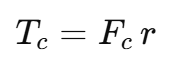 T_c = F_c r